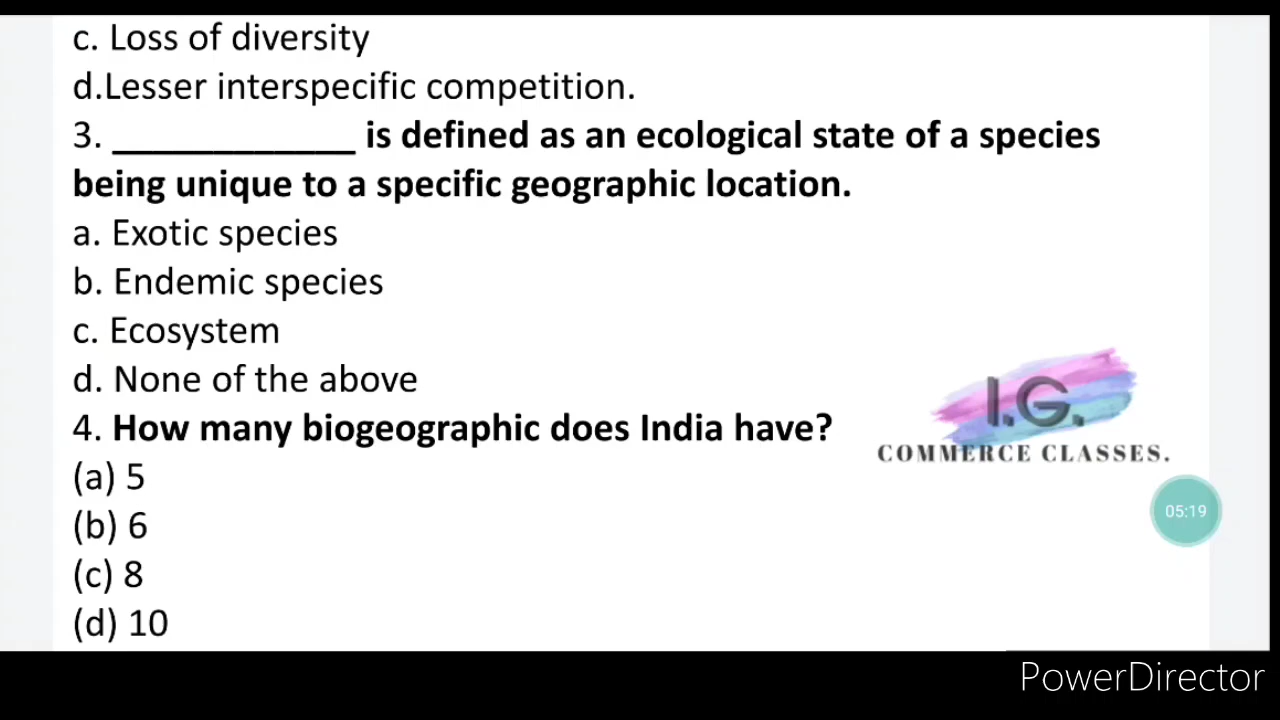 c. Loss of diversity
d.Lesser interspecific competition.
3. ____________ is defined as an ecological state of a species
being unique to a specific geographic location.
a. Exotic species
b. Endemic species
c. Ecosystem
d. None of the above
4. How many biogeographic does India have?
(a) 5
(b) 6
(c) 8
(d) 10
I.G.
COMMERCE CLASSES.
05:19
PowerDirector